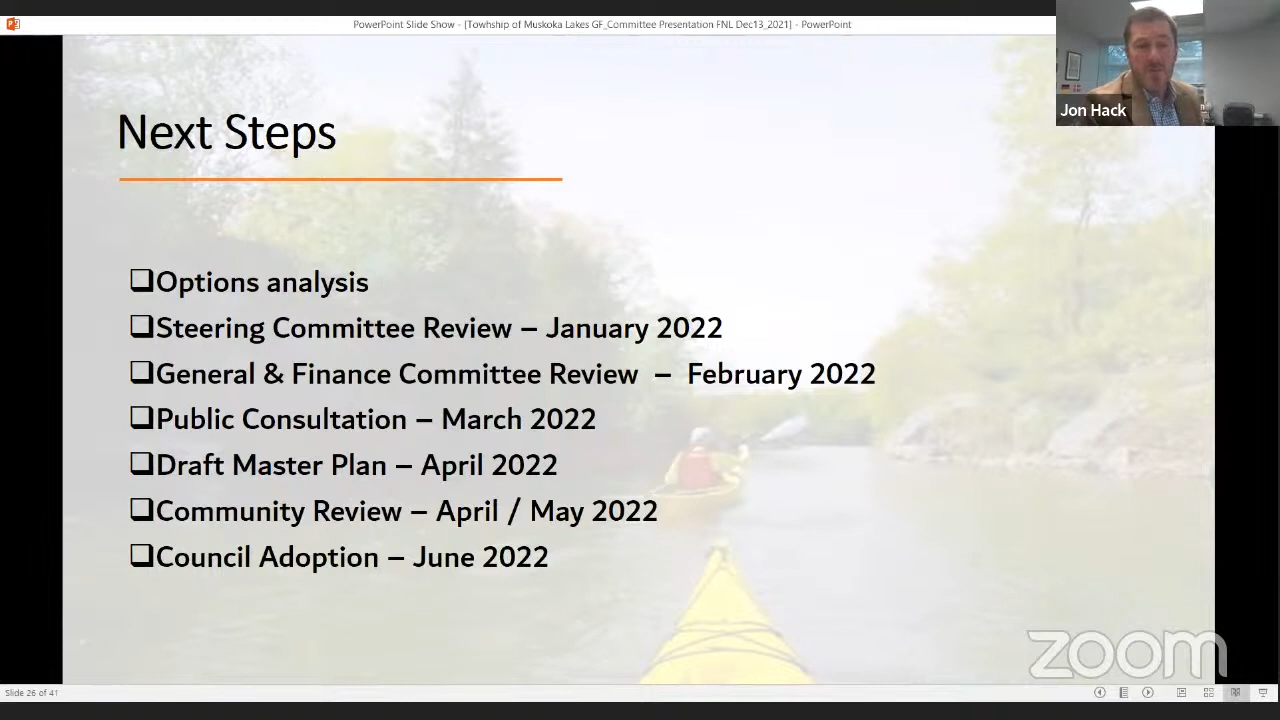 PowerPoint Slide Show - [Towhship of Muskoka Lakes GF_Committee Presentation FNL Dec13_2021] - PowerPoint
Jon Hack
Next Steps
❑Options analysis
❑Steering Committee Review – January 2022
❑General & Finance Committee Review – February 2022
❑Public Consultation – March 2022
❑Draft Master Plan – April 2022
❑Community Review – April / May 2022
❑Council Adoption – June 2022
zoom
Slide 26 of 41